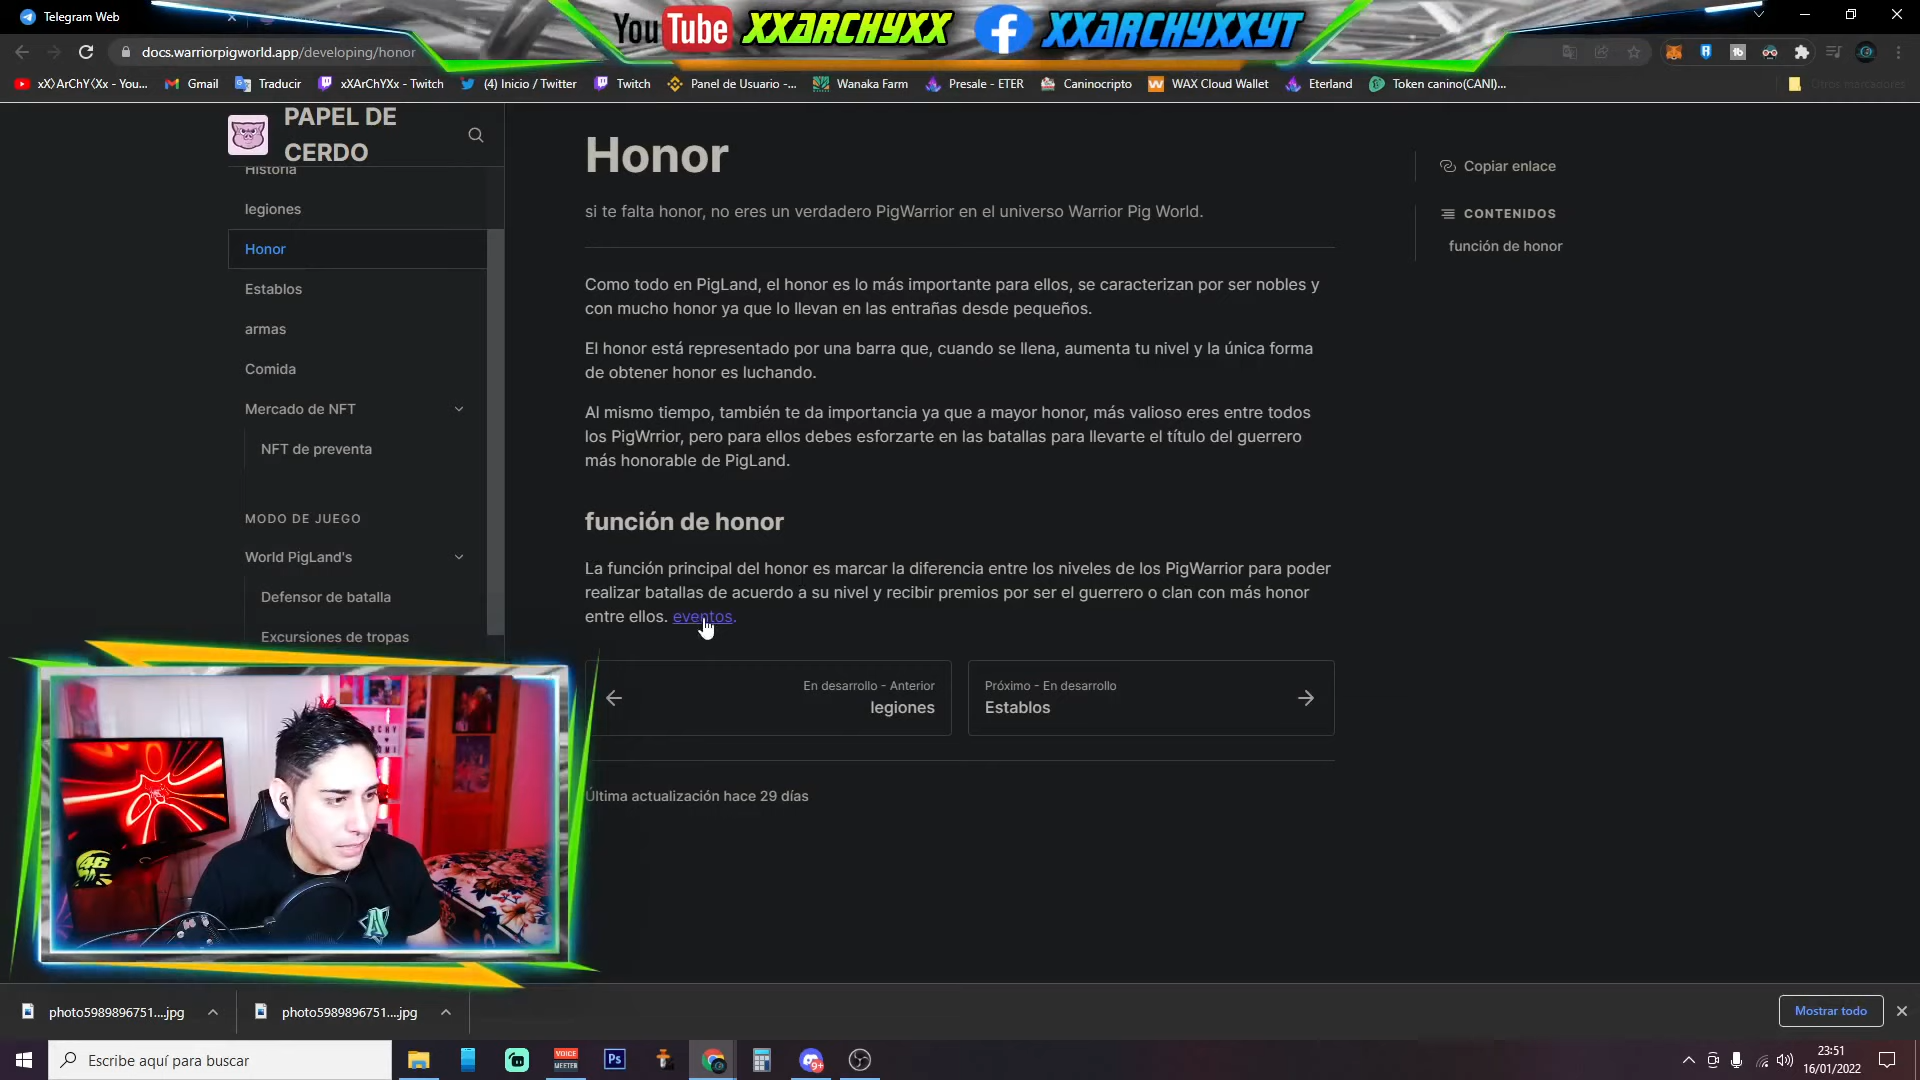 Telegram Web
YouTube xXARCHYXX
XXARCHYXXYT
docs.warriorpigworld.app/developing/honor
xX)ArChY(Xx - You...
Gmail
Traducir
xXArChYXx - Twitch
(4) Inicio / Twitter
Twitch
Panel de Usuario -...
Wanaka Farm
Presale - ETER
Caninocripto
WAX Cloud Wallet
Eterland
Token canino(CANI)...
Otros marcadores
PAPEL DE
CERDO
Historia
legiones
Honor
Establos
armas
Comida
Mercado de NFT
NFT de preventa
MODO DE JUEGO
World PigLand's
Defensor de batalla
Excursiones de tropas
Honor
si te falta honor, no eres un verdadero PigWarrior en el universo Warrior Pig World.
Como todo en PigLand, el honor es lo más importante para ellos, se caracterizan por ser nobles y
con mucho honor ya que lo llevan en las entrañas desde pequeños.
El honor está representado por una barra que, cuando se llena, aumenta tu nivel y la única forma
de obtener honor es luchando.
Al mismo tiempo, también te da importancia ya que a mayor honor, más valioso eres entre todos
los PigWrrior, pero para ellos debes esforzarte en las batallas para llevarte el título del guerrero
más honorable de PigLand.
función de honor
La función principal del honor es marcar la diferencia entre los niveles de los PigWarrior para poder
realizar batallas de acuerdo a su nivel y recibir premios por ser el guerrero o clan con más honor
entre ellos. eventos.
En desarrollo - Anterior
legiones
Próximo - En desarrollo
Establos
Última actualización hace 29 días
Copiar enlace
CONTENIDOS
función de honor
46
photo5989896751....jpg
photo5989896751....jpg
Mostrar todo
Escribe aquí para buscar
VOICE
MEETER
Ps
9+
23:51
16/01/2022